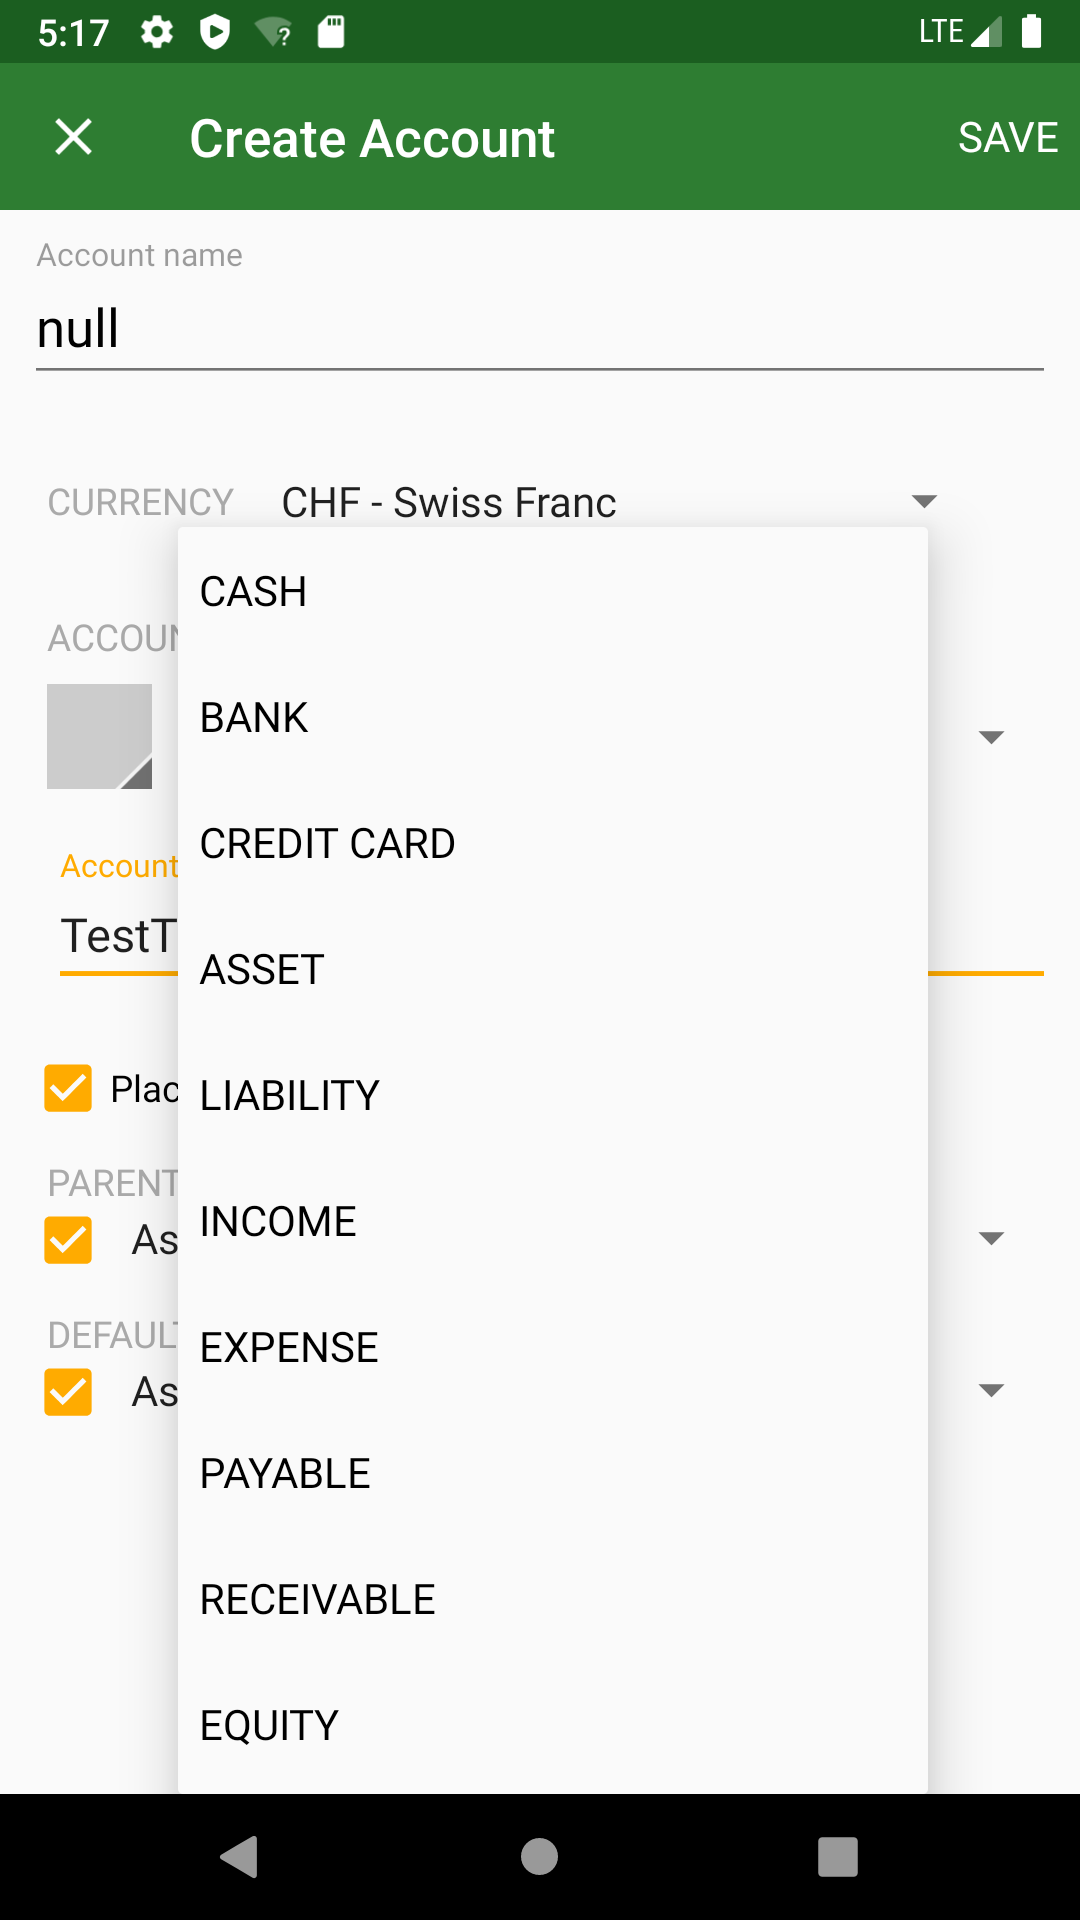 5:17 ? LTE
Create Account SAVE
Account name
null
CURRENCY CHF - Swiss Franc
CASH
ACCOUN
BANK
CREDIT CARD
Account
TestT
ASSET
Plac
LIABILITY
PARENT
INCOME
As
DEFAULT
EXPENSE
As
PAYABLE
RECEIVABLE
EQUITY